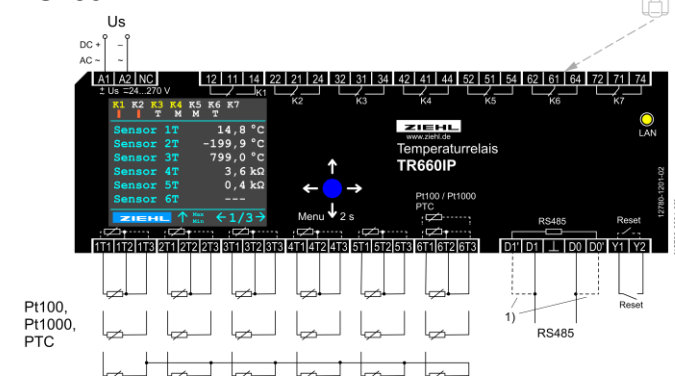 Us
DC + –
AC ~ ~
A1 A2 NC 12 11 14 22 21 24 32 31 34 42 41 44 52 51 54 62 61 64 72 71 74
± Us =24...270 V
K1 K2 K3 K4 K5 K6 K7
K1 K2 K3 K4 K5 K6 K7
T M M T
Sensor 1T 14,8 °C
Sensor 2T -199,9 °C
Sensor 3T 799,0 °C
Sensor 4T 3,6 kΩ
Sensor 5T 0,4 kΩ
Sensor 6T ---
ZIEHL ↑ Max Min ←1/3→
ZIEHL
www.ziehl.de
Temperaturrelais
TR660IP
LAN
12780-1201-02
Menu 2 s
Pt100 / Pt1000
PTC
RS485
Reset
1T1 1T2 1T3 2T1 2T2 2T3 3T1 3T2 3T3 4T1 4T2 4T3 5T1 5T2 5T3 6T1 6T2 6T3 D1' D1 ⊥ D0 D0' Y1 Y2
Pt100,
Pt1000,
PTC
1)
RS485
Reset